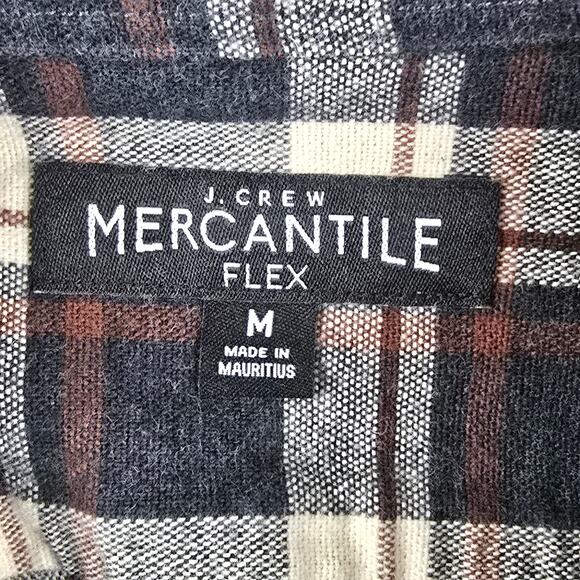 J. CREW
MERCANTILE
FLEX
M
MADE IN
MAURITIUS